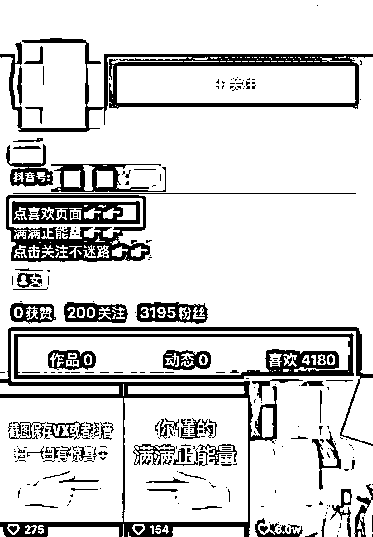 +关注
抖音号:
点喜欢页面👉👉
满满正能量👉👉
点击关注不迷路👉👉
女
0获赞 200关注 3195粉丝
作品 0 动态 0 喜欢 4180
截图保存VX或者抖音
扫一扫有惊喜
你懂的
满满正能量
275
154
6.0w